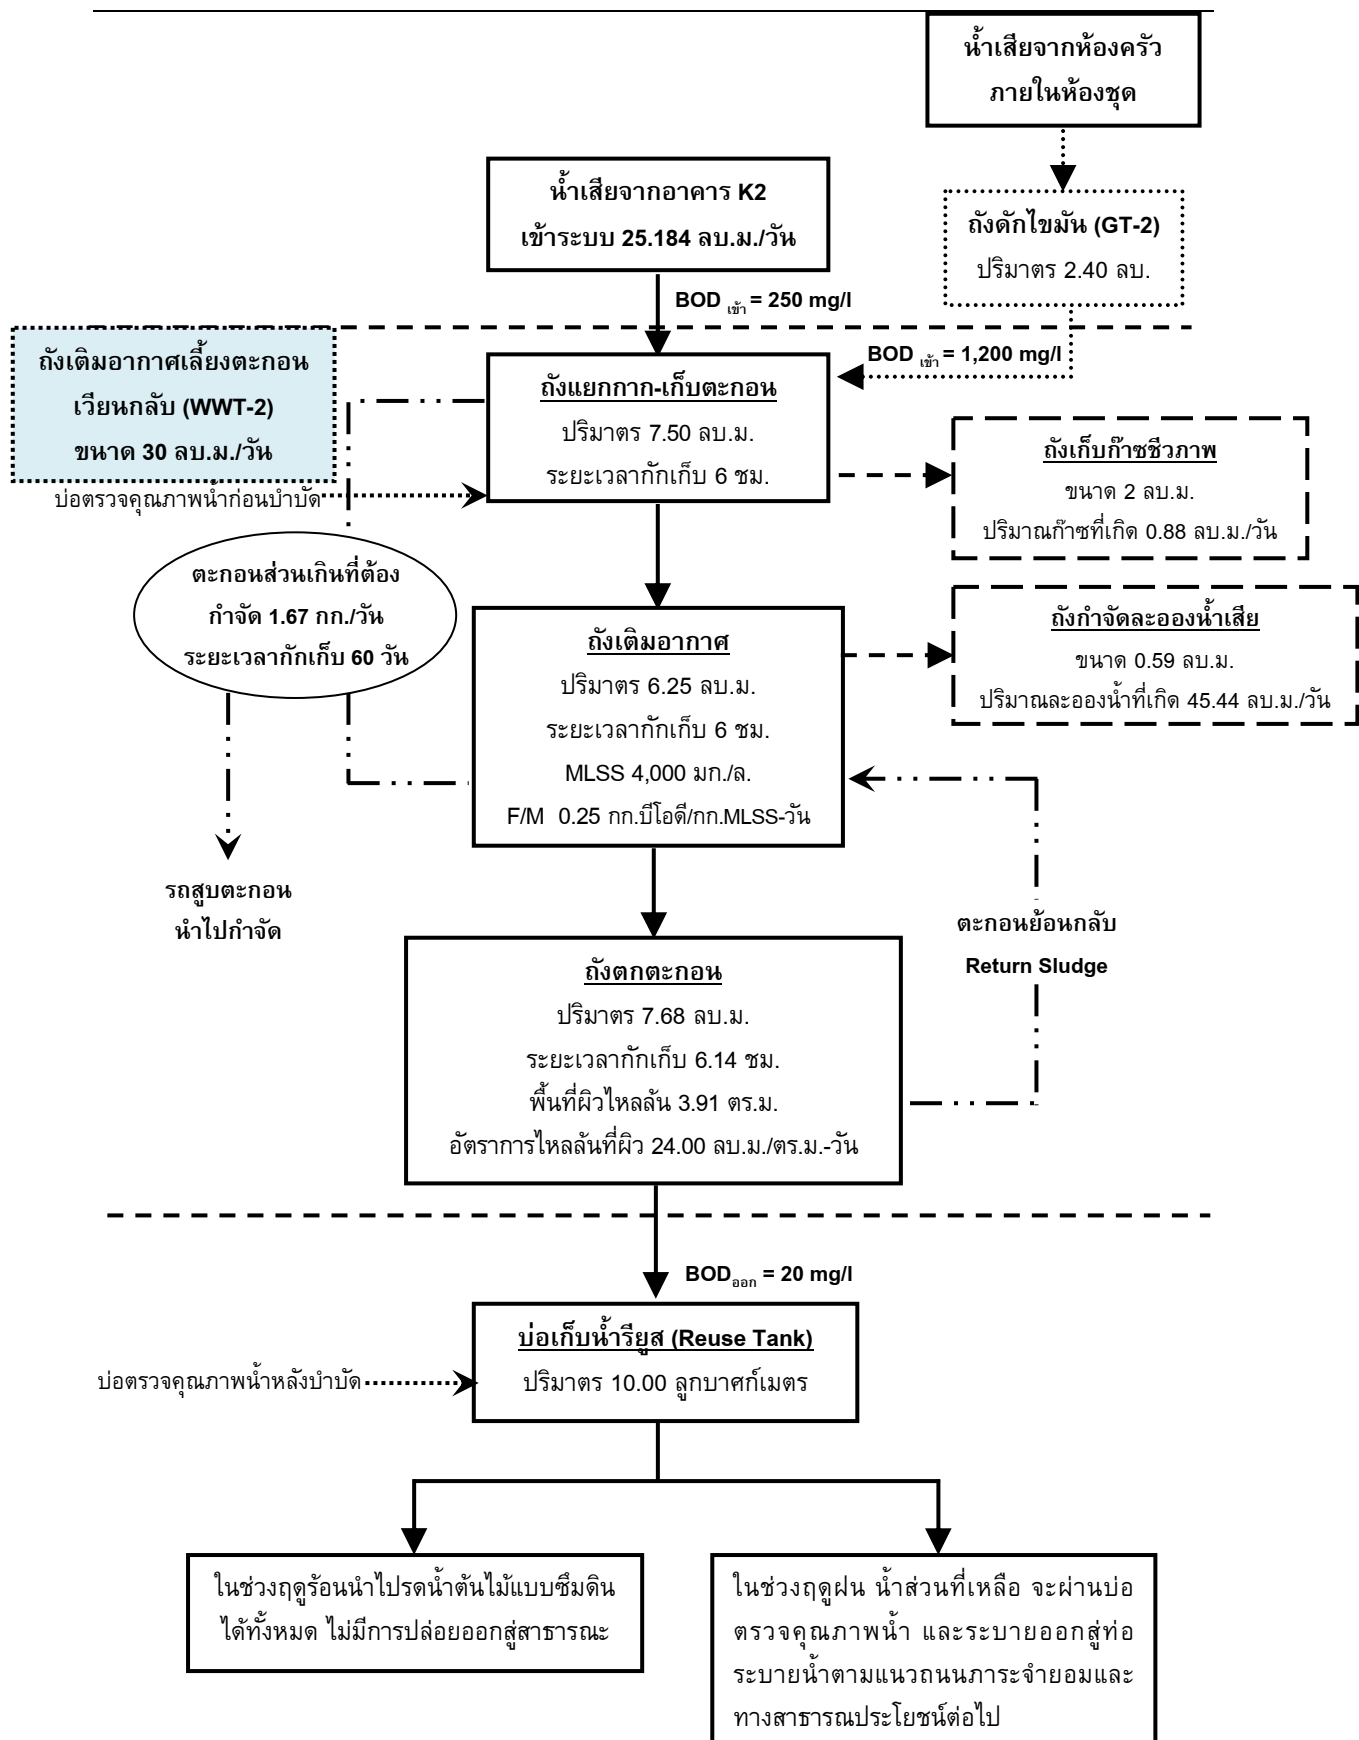 น้ำเสียจากห้องครัว
ภายในห้องชุด
น้ำเสียจากอาคาร K2
เข้าระบบ 25.184 ลบ.ม./วัน
ถังดักไขมัน (GT-2)
ปริมาตร 2.40 ลบ.
BOD เข้า = 250 mg/l
BOD เข้า = 1,200 mg/l
ถังเติมอากาศเลี้ยงตะกอน
เวียนกลับ (WWT-2)
ขนาด 30 ลบ.ม./วัน
บ่อตรวจคุณภาพน้ำก่อนบำบัด
ถังแยกกาก-เก็บตะกอน
ปริมาตร 7.50 ลบ.ม.
ระยะเวลากักเก็บ 6 ชม.
ถังเก็บก๊าซชีวภาพ
ขนาด 2 ลบ.ม.
ปริมาณก๊าซที่เกิด 0.88 ลบ.ม./วัน
ตะกอนส่วนเกินที่ต้อง
กำจัด 1.67 กก./วัน
ระยะเวลากักเก็บ 60 วัน
ถังเติมอากาศ
ปริมาตร 6.25 ลบ.ม.
ระยะเวลากักเก็บ 6 ชม.
MLSS 4,000 มก./ล.
F/M 0.25 กก.บีโอดี/กก.MLSS-วัน
ถังกำจัดละอองน้ำเสีย
ขนาด 0.59 ลบ.ม.
ปริมาณละอองน้ำที่เกิด 45.44 ลบ.ม./วัน
รถสูบตะกอน
นำไปกำจัด
ตะกอนย้อนกลับ
Return Sludge
ถังตกตะกอน
ปริมาตร 7.68 ลบ.ม.
ระยะเวลากักเก็บ 6.14 ชม.
พื้นที่ผิวไหลล้น 3.91 ตร.ม.
อัตราการไหลล้นที่ผิว 24.00 ลบ.ม./ตร.ม.-วัน
BODออก = 20 mg/l
บ่อเก็บน้ำรียูส (Reuse Tank)
ปริมาตร 10.00 ลูกบาศก์เมตร
บ่อตรวจคุณภาพน้ำหลังบำบัด
ในช่วงฤดูร้อนนำไปรดน้ำต้นไม้แบบซึมดิน
ได้ทั้งหมด ไม่มีการปล่อยออกสู่สาธารณะ
ในช่วงฤดูฝน น้ำส่วนที่เหลือ จะผ่านบ่อ
ตรวจคุณภาพน้ำ และระบายออกสู่ท่อ
ระบายน้ำตามแนวถนนภาระจำยอมและ
ทางสาธารณประโยชน์ต่อไป